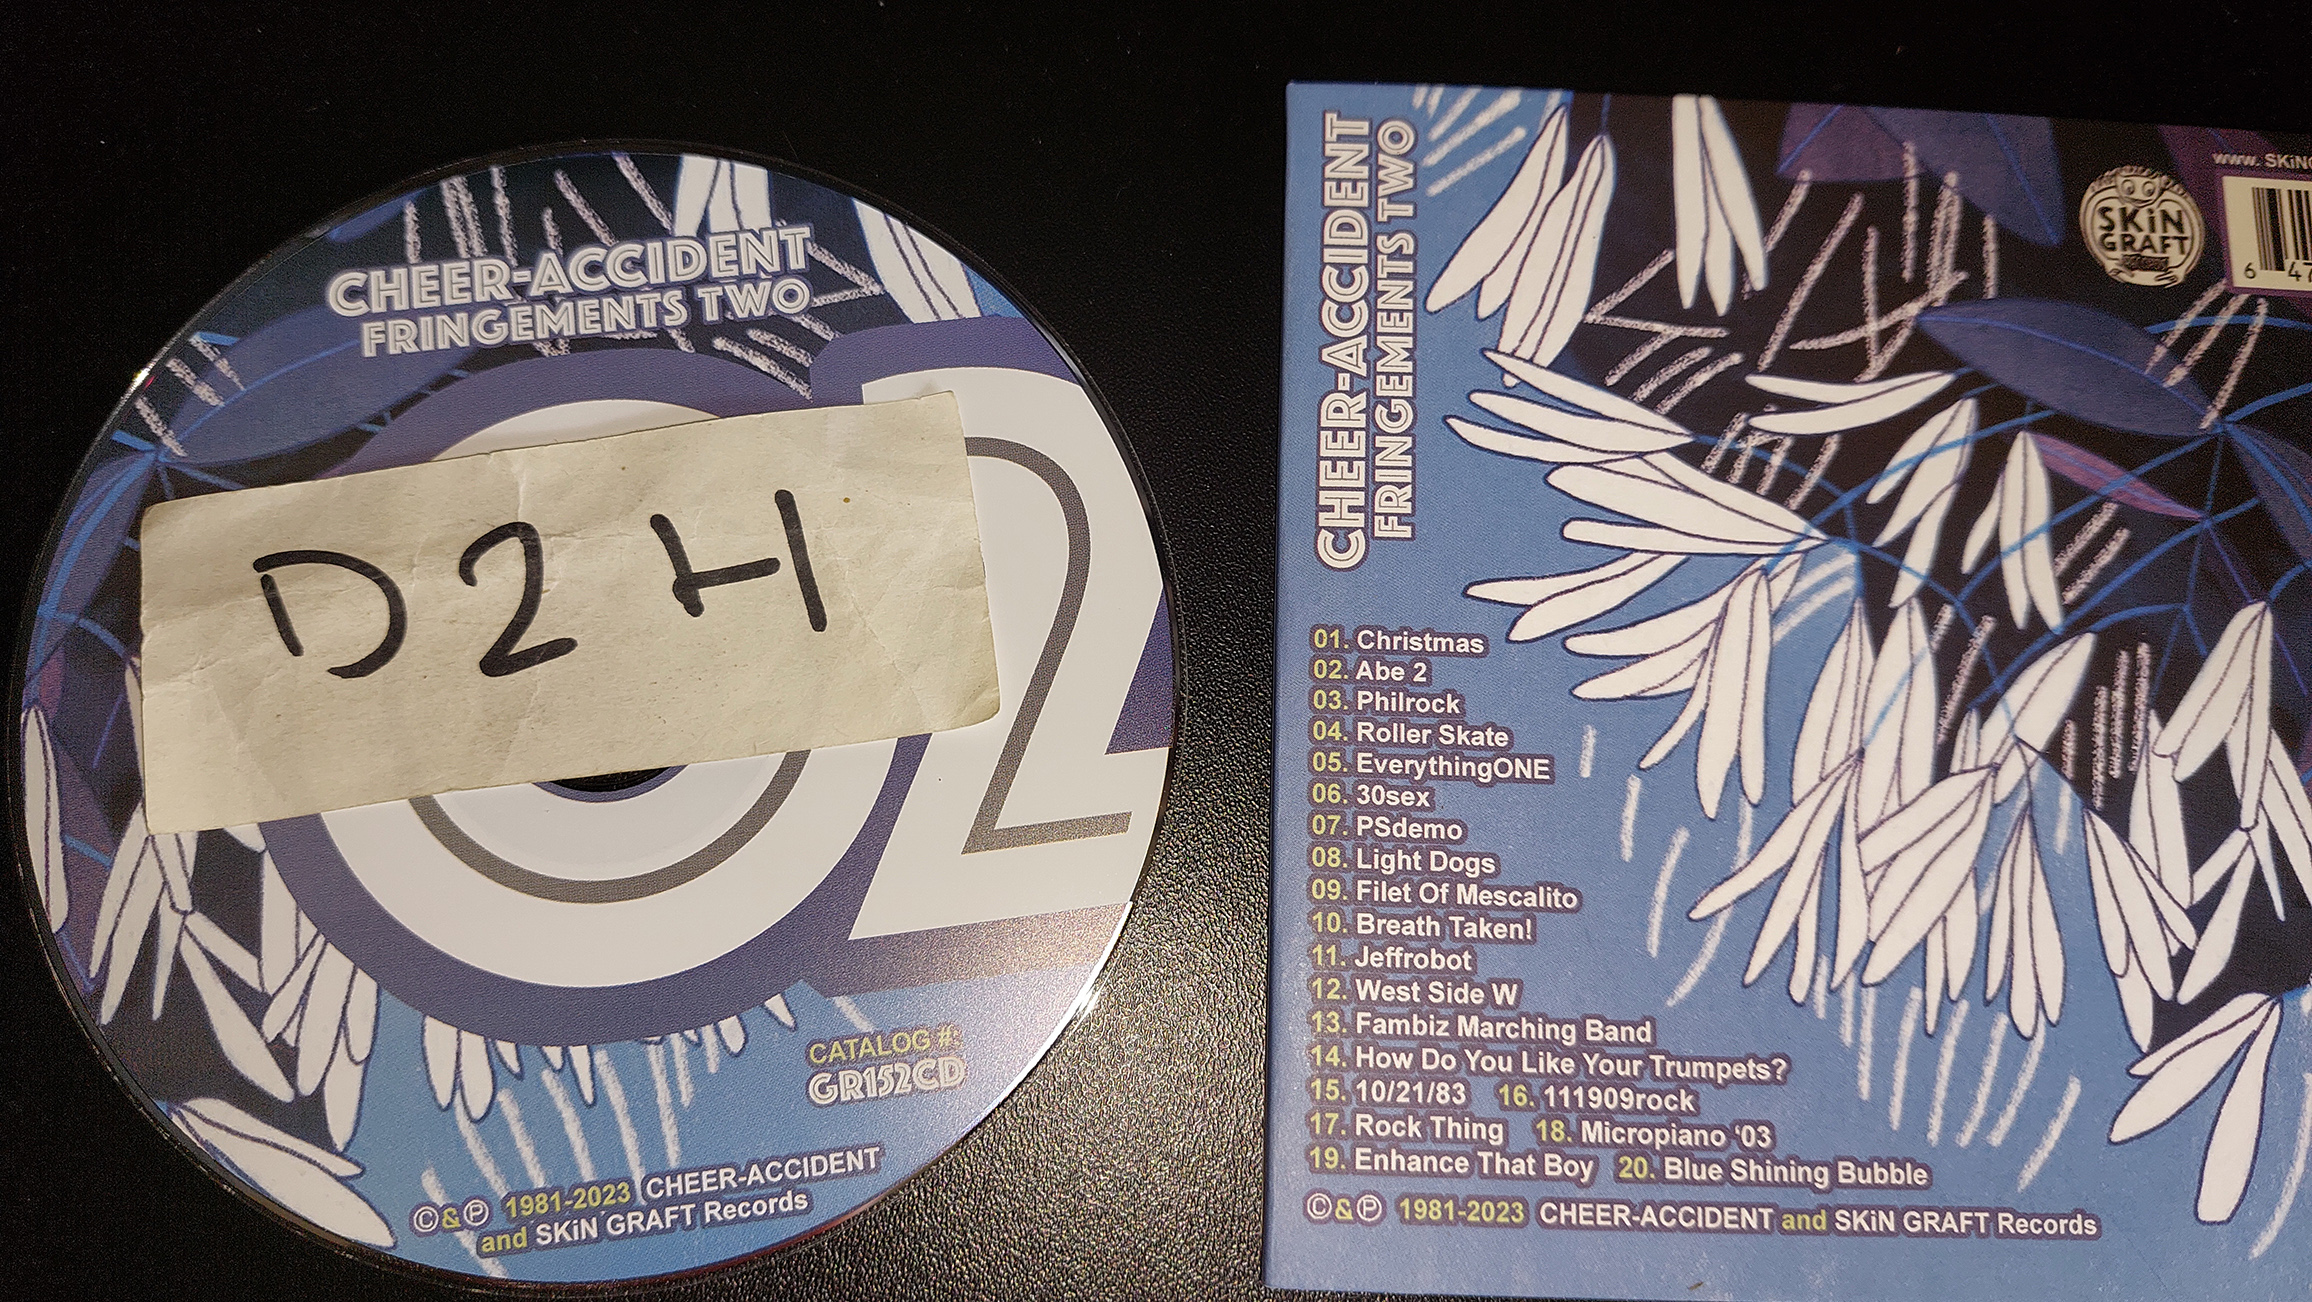 CHEER-ACCIDENT
FRINGEMENTS TWO
02
D2H
CATALOG #:
GR152CD
©&℗ 1981-2023 CHEER-ACCIDENT
and SKiN GRAFT Records
CHEER-ACCIDENT
FRINGEMENTS TWO
SKiN
GRAFT
www.
6 47
01. Christmas
02. Abe 2
03. Philrock
04. Roller Skate
05. EverythingONE
06. 30sex
07. PSdemo
08. Light Dogs
09. Filet Of Mescalito
10. Breath Taken!
11. Jeffrobot
12. West Side W
13. Fambiz Marching Band
14. How Do You Like Your Trumpets?
15. 10/21/83 16. 111909rock
17. Rock Thing 18. Micropiano ‘03
19. Enhance That Boy 20. Blue Shining Bubble
©&℗ 1981-2023 CHEER-ACCIDENT and SKiN GRAFT Records